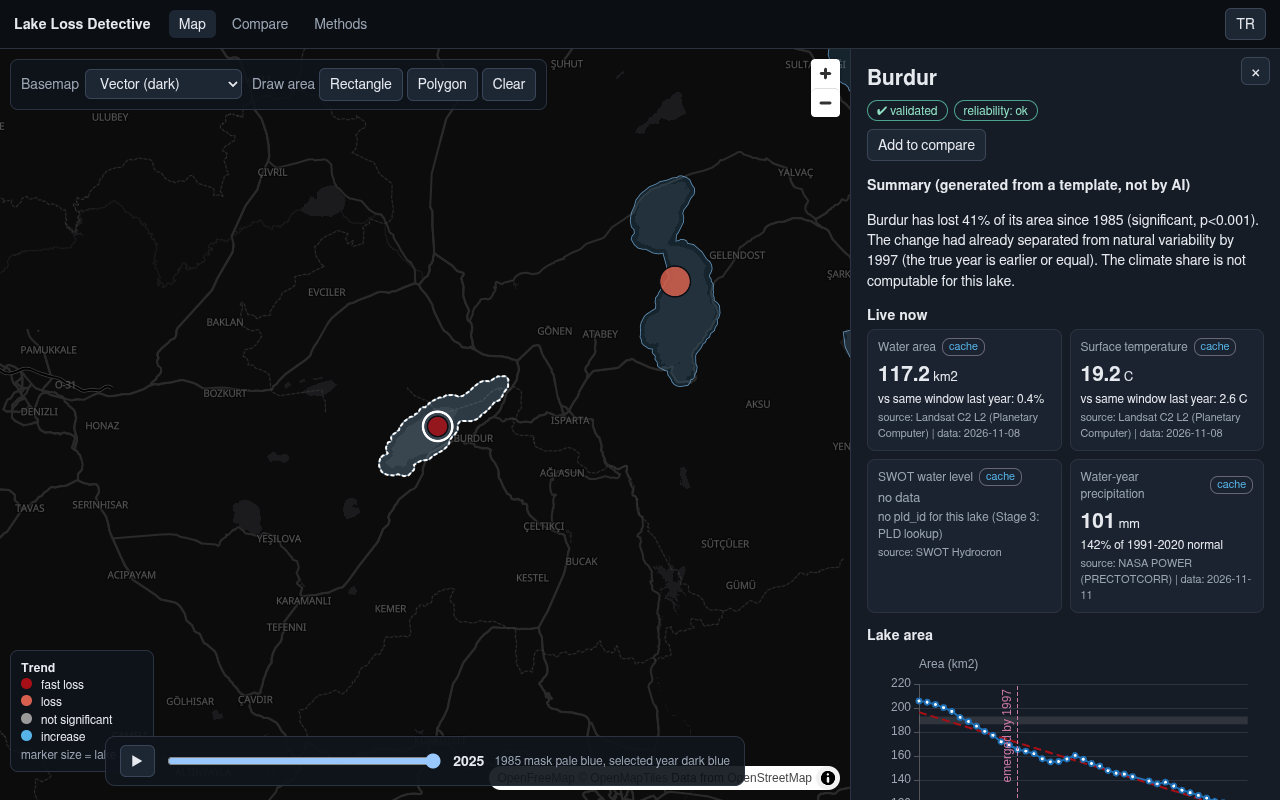 Lake Loss Detective Map Compare Methods TR
Basemap Vector (dark) Draw area Rectangle Polygon Clear
+
−
ŞUHUT
ULUBEY
ÇİVRİL
YALVAÇ
GELENDOST
EVCILER
BAKLAN
GÖNEN ATABEY
PAMUKKALE
O-31
BOZKURT
DENIZLI
HONAZ
ISPARTA
AKSU
BURDUR
AĞLASUN
TAVAS
SERINHISAR
YEŞILOVA
ÇELTIKÇI
SÜTÇÜLER
ACIPAYAM
BUCAK
KESTEL
GÜMÜ
KARAMANLI
KEMER
TEFENNI
GÖLHISAR
ÇAVDIR
Trend
fast loss
loss
not significant
increase
marker size =
2025 1985 mask pale blue, selected year dark blue
OpenFreeMap © OpenMapTiles Data from OpenStreetMap
Burdur
×
✔ validated reliability: ok
Add to compare
Summary (generated from a template, not by AI)
Burdur has lost 41% of its area since 1985 (significant, p<0.001).
The change had already separated from natural variability by
1997 (the true year is earlier or equal). The climate share is not
computable for this lake.
Live now
Water area cache
117.2 km2
vs same window last year: 0.4%
source: Landsat C2 L2 (Planetary
Computer) | data: 2026-11-08
Surface temperature cache
19.2 C
vs same window last year: 2.6 C
source: Landsat C2 L2 (Planetary
Computer) | data: 2026-11-08
SWOT water level cache
no data
no pld_id for this lake (Stage 3:
PLD lookup)
source: SWOT Hydrocron
Water-year
precipitation cache
101 mm
142% of 1991-2020 normal
source: NASA POWER
(PRECTOTCORR) | data: 2026-11-
11
Lake area
Area (km2)
220
200
180
160
140
emerged by 1997